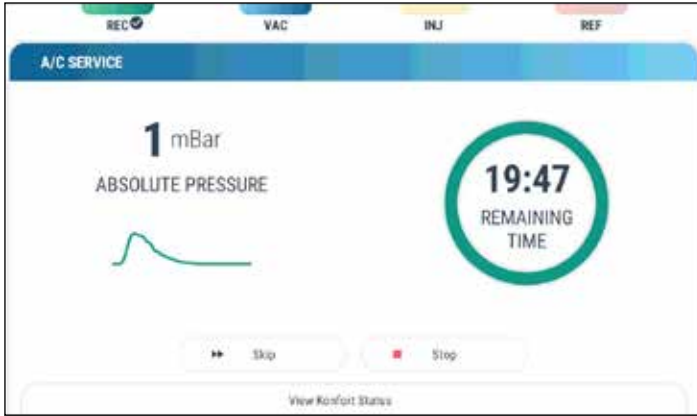 REC VAC INJ REF
A/C SERVICE
1 mBar
ABSOLUTE PRESSURE
19:47
REMAINING
TIME
Skip Stop
View Konfort Status